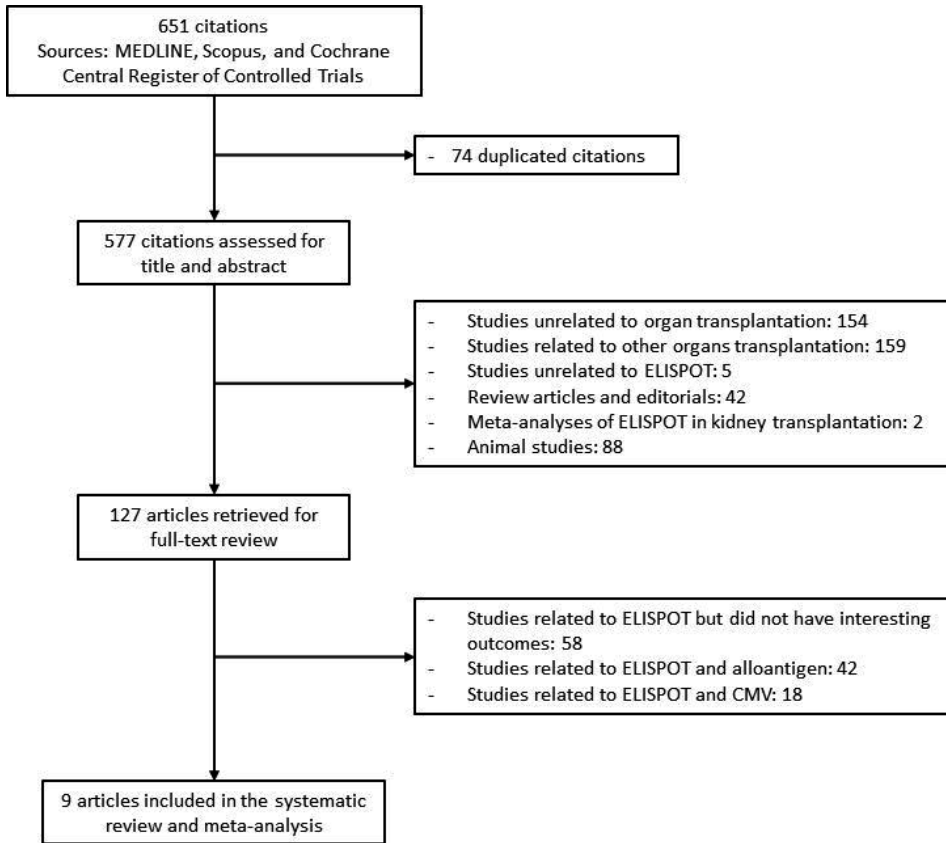 651 citations
Sources: MEDLINE, Scopus, and Cochrane
Central Register of Controlled Trials
- 74 duplicated citations
577 citations assessed for
title and abstract
- Studies unrelated to organ transplantation: 154
- Studies related to other organs transplantation: 159
- Studies unrelated to ELISPOT: 5
- Review articles and editorials: 42
- Meta-analyses of ELISPOT in kidney transplantation: 2
- Animal studies: 88
127 articles retrieved for
full-text review
- Studies related to ELISPOT but did not have interesting
outcomes: 58
- Studies related to ELISPOT and alloantigen: 42
- Studies related to ELISPOT and CMV: 18
9 articles included in the systematic
review and meta-analysis